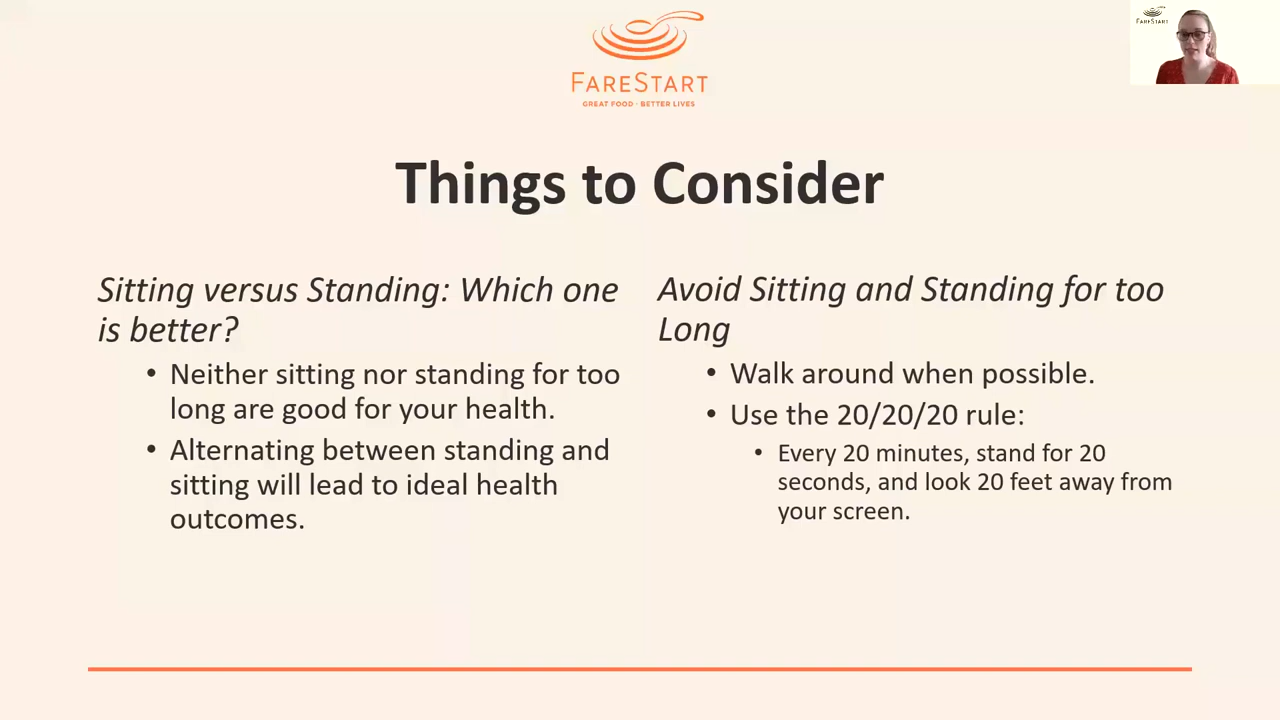 FARESTART
GREAT FOOD · BETTER LIVES
FARESTART
Things to Consider
Sitting versus Standing: Which one
is better?
• Neither sitting nor standing for too
long are good for your health.
• Alternating between standing and
sitting will lead to ideal health
outcomes.
Avoid Sitting and Standing for too
Long
• Walk around when possible.
• Use the 20/20/20 rule:
• Every 20 minutes, stand for 20
seconds, and look 20 feet away from
your screen.